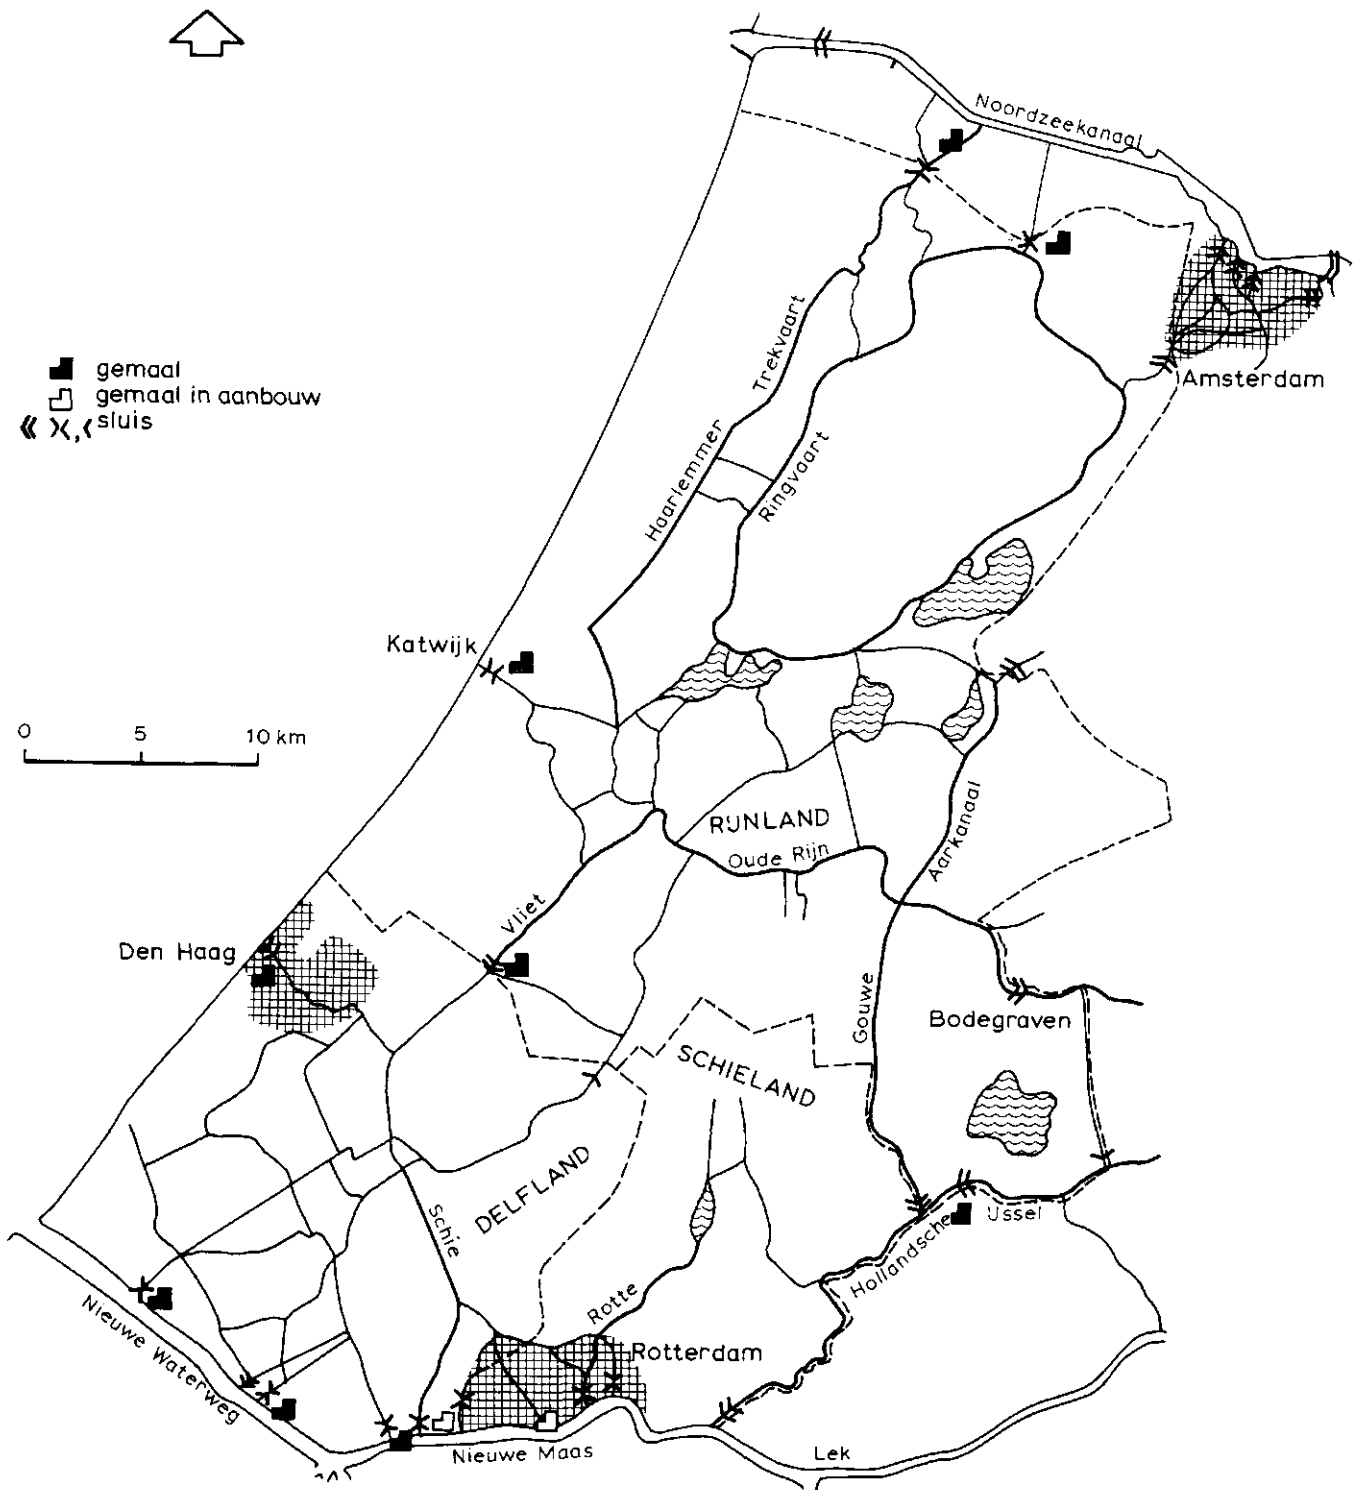 Noordzeekanaal
gemaal
gemaal in aanbouw
sluis
Amsterdam
Haarlemmer Trekvaart
Ringvaart
Katwijk
0 5 10 km
RIJNLAND
Oude Rijn
Aarkanaal
Vliet
Den Haag
Gouwe
Bodegraven
SCHIELAND
DELFLAND
Schie
Hollandsche IJssel
Rotte
Nieuwe Waterweg
Rotterdam
Nieuwe Maas
Lek